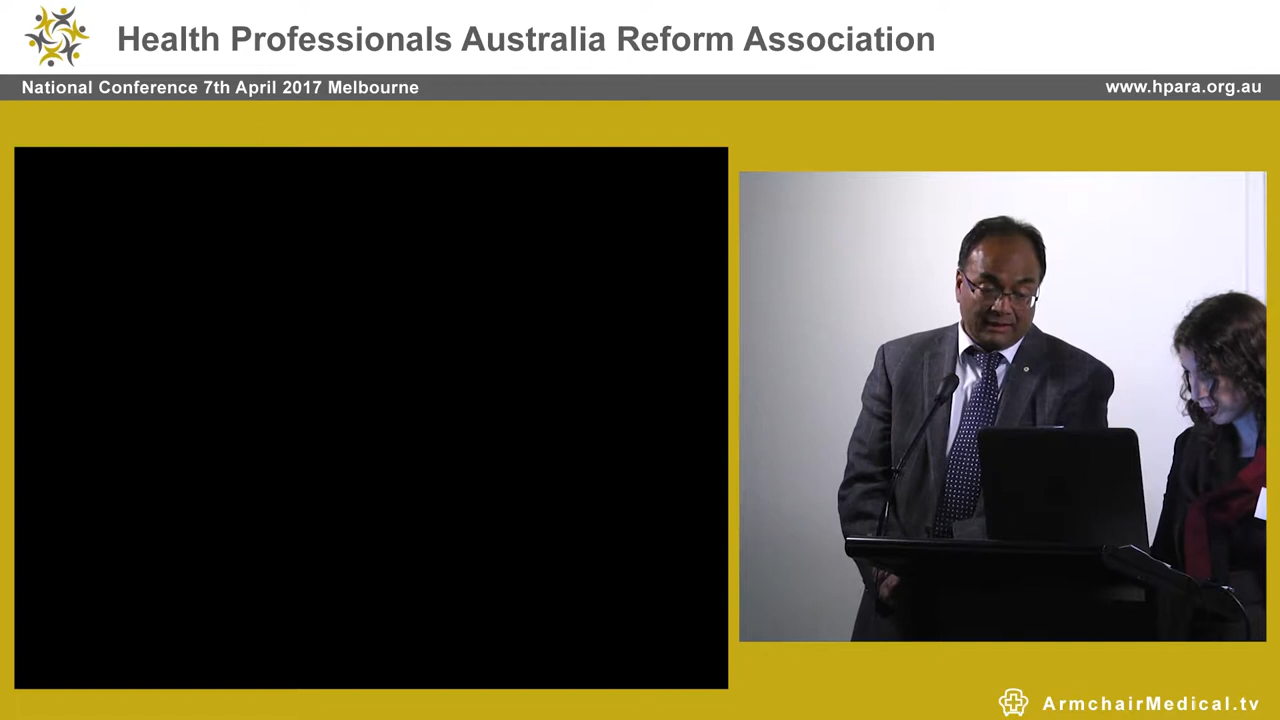 Health Professionals Australia Reform Association
National Conference 7th April 2017 Melbourne
www.hpara.org.au
ArmchairMedical.tv